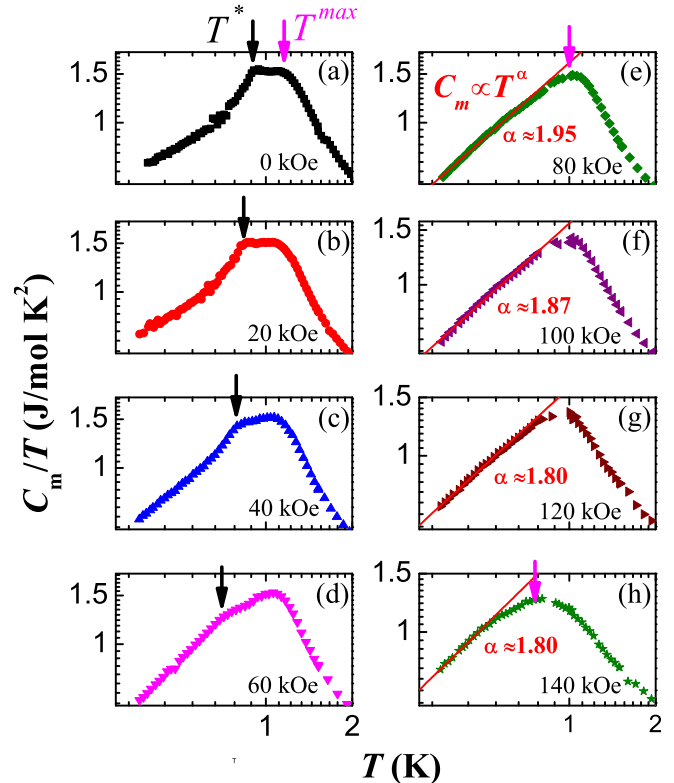 T* T^max
1.5
1
(a)
0 kOe
1.5
1
(e)
C_m∝T^α
α≈1.95
80 kOe
1.5
1
(b)
20 kOe
1.5
1
(f)
α≈1.87
100 kOe
1.5
1
(c)
40 kOe
1.5
1
(g)
α≈1.80
120 kOe
1.5
1
(d)
60 kOe
1 2
1.5
1
(h)
α≈1.80
140 kOe
1 2
C_m/T (J/mol K²)
T (K)
T